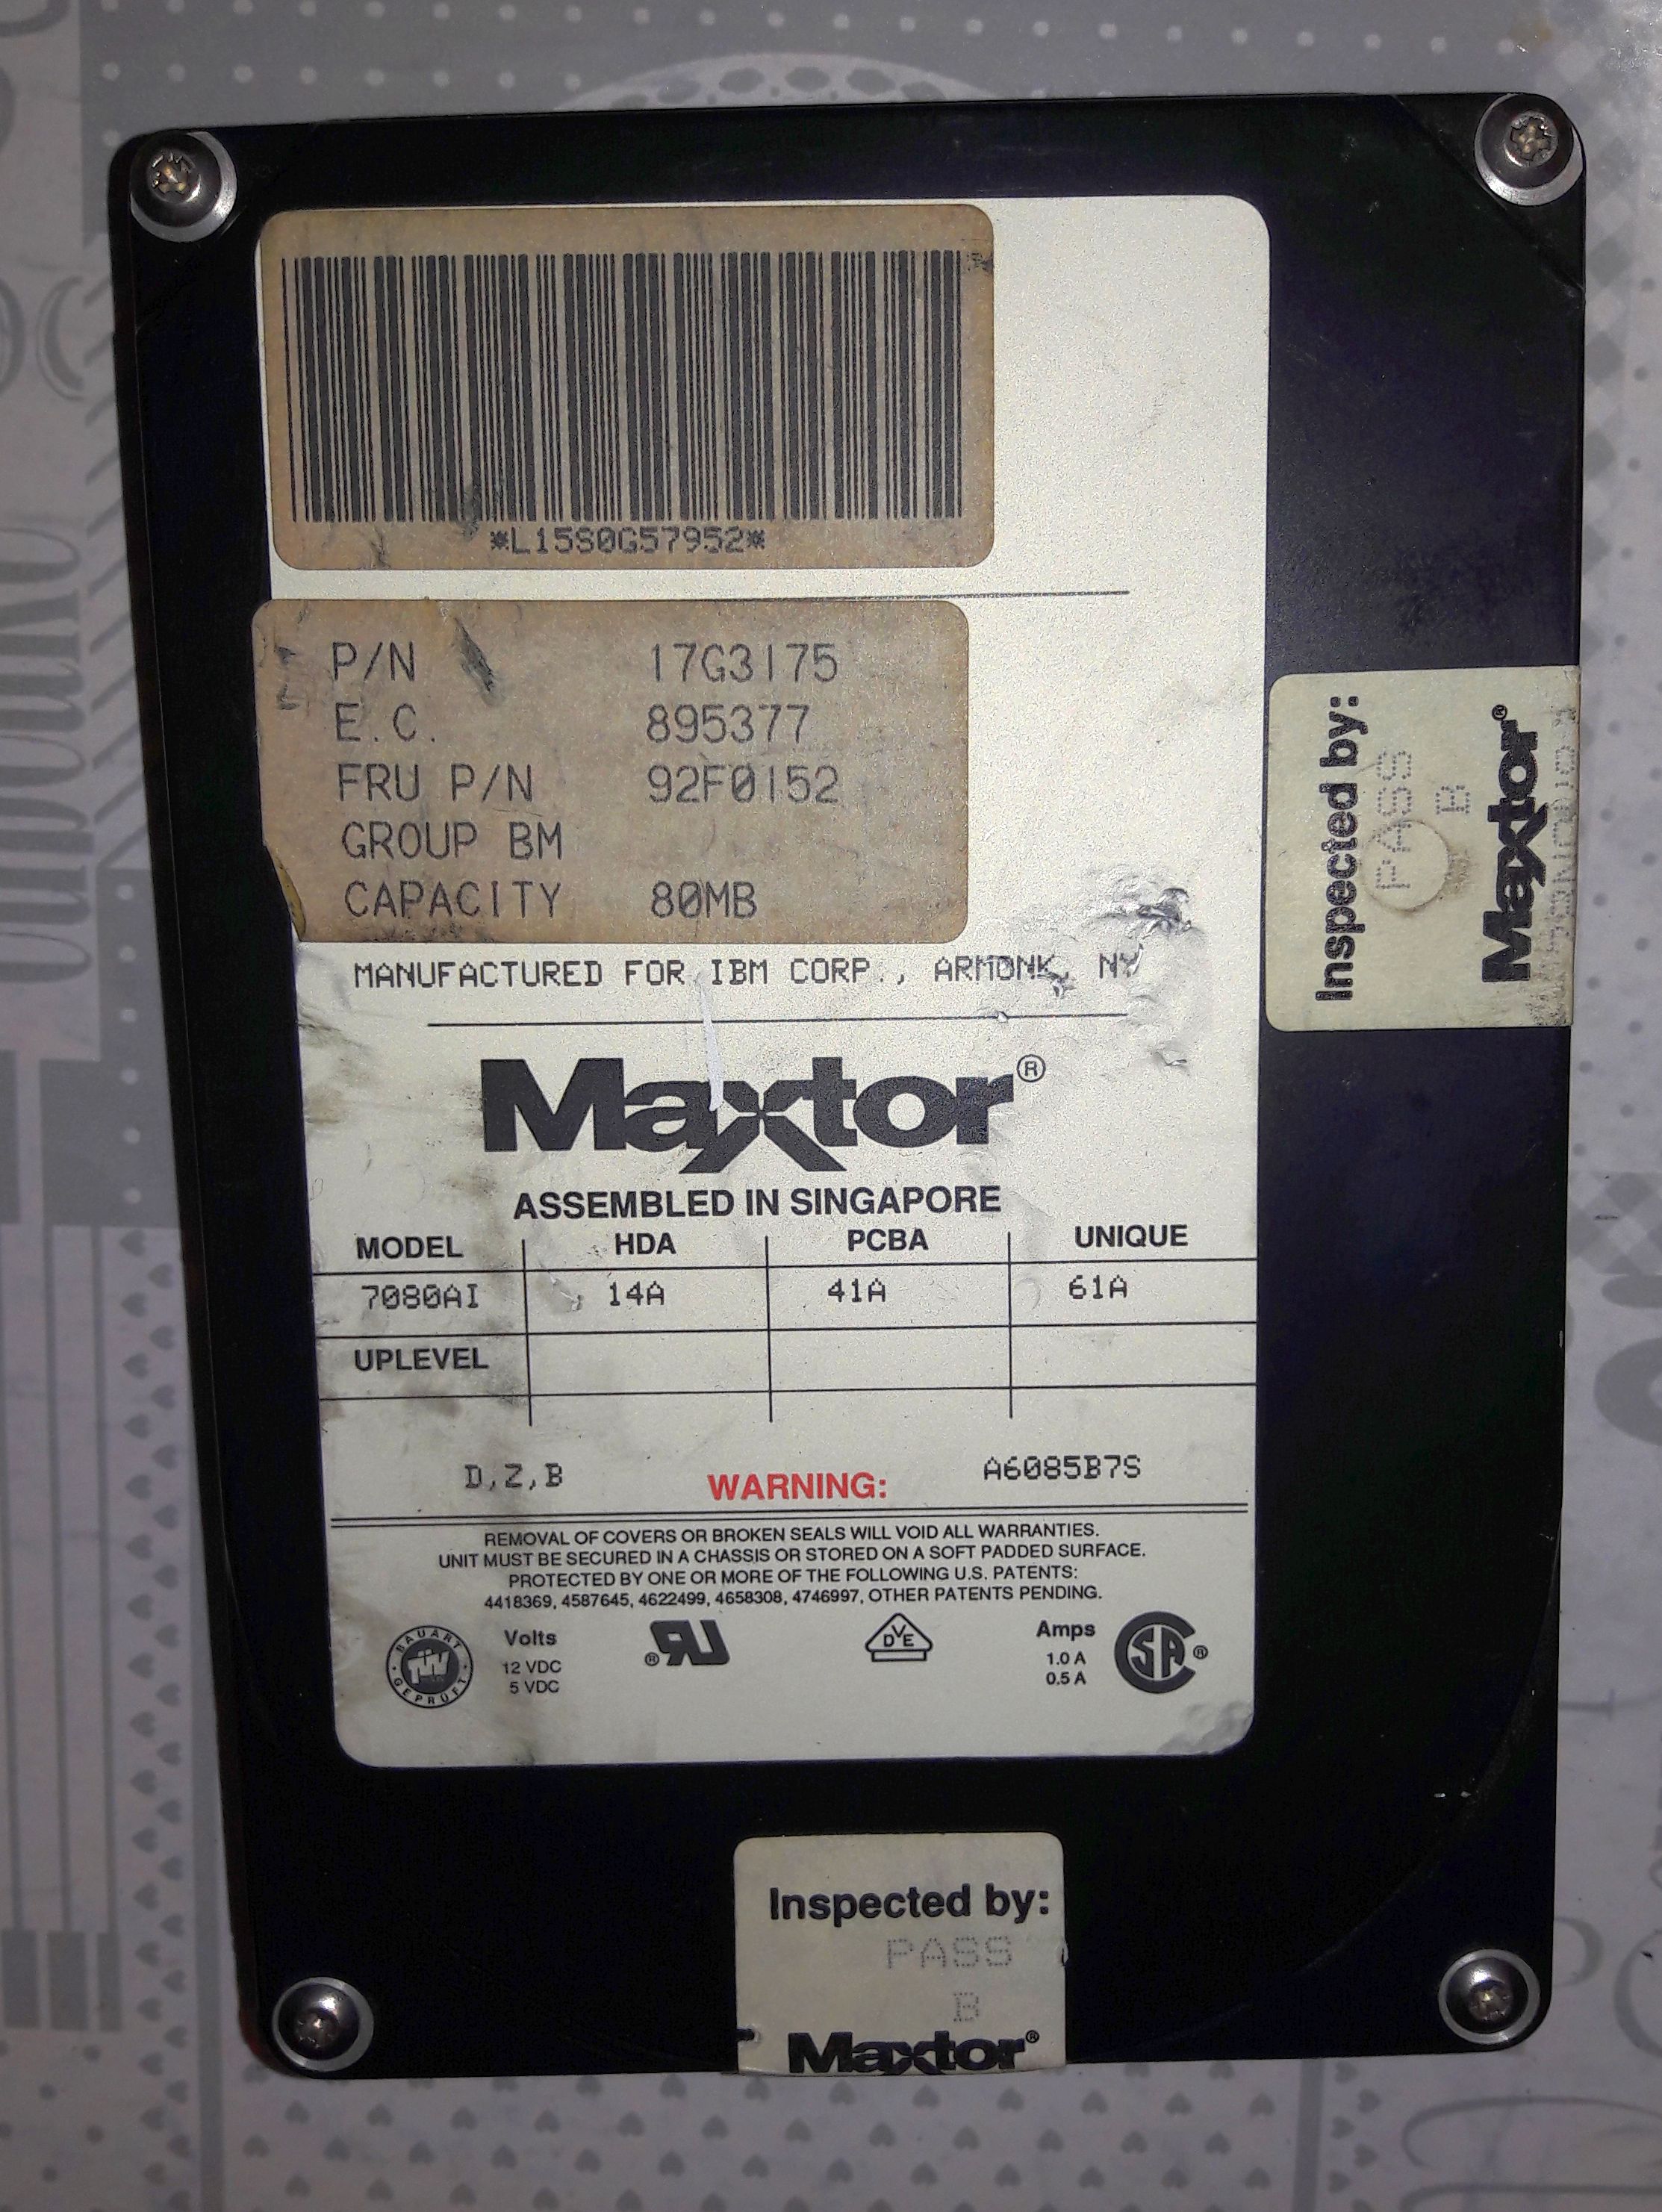 *L15S0G57952*
P/N 17G3175
E.C. 895377
FRU P/N 92F0152
GROUP BM
CAPACITY 80MB
MANUFACTURED FOR IBM CORP., ARMONK, NY
Maxtor®
ASSEMBLED IN SINGAPORE
MODEL HDA PCBA UNIQUE
7080AI 14A 41A 61A
UPLEVEL
D,Z,B WARNING: A6085B7S
REMOVAL OF COVERS OR BROKEN SEALS WILL VOID ALL WARRANTIES.
UNIT MUST BE SECURED IN A CHASSIS OR STORED ON A SOFT PADDED SURFACE.
PROTECTED BY ONE OR MORE OF THE FOLLOWING U.S. PATENTS:
4418369, 4587645, 4622499, 4658308, 4746997, OTHER PATENTS PENDING.
BAUART TÜV GEPRÜFT
Volts
12 VDC
5 VDC
RU®
DVE
Amps
1.0 A
0.5 A
SA®
Inspected by:
PASS
B
Maxtor®
Inspected by:
PASS
B
Maxtor®